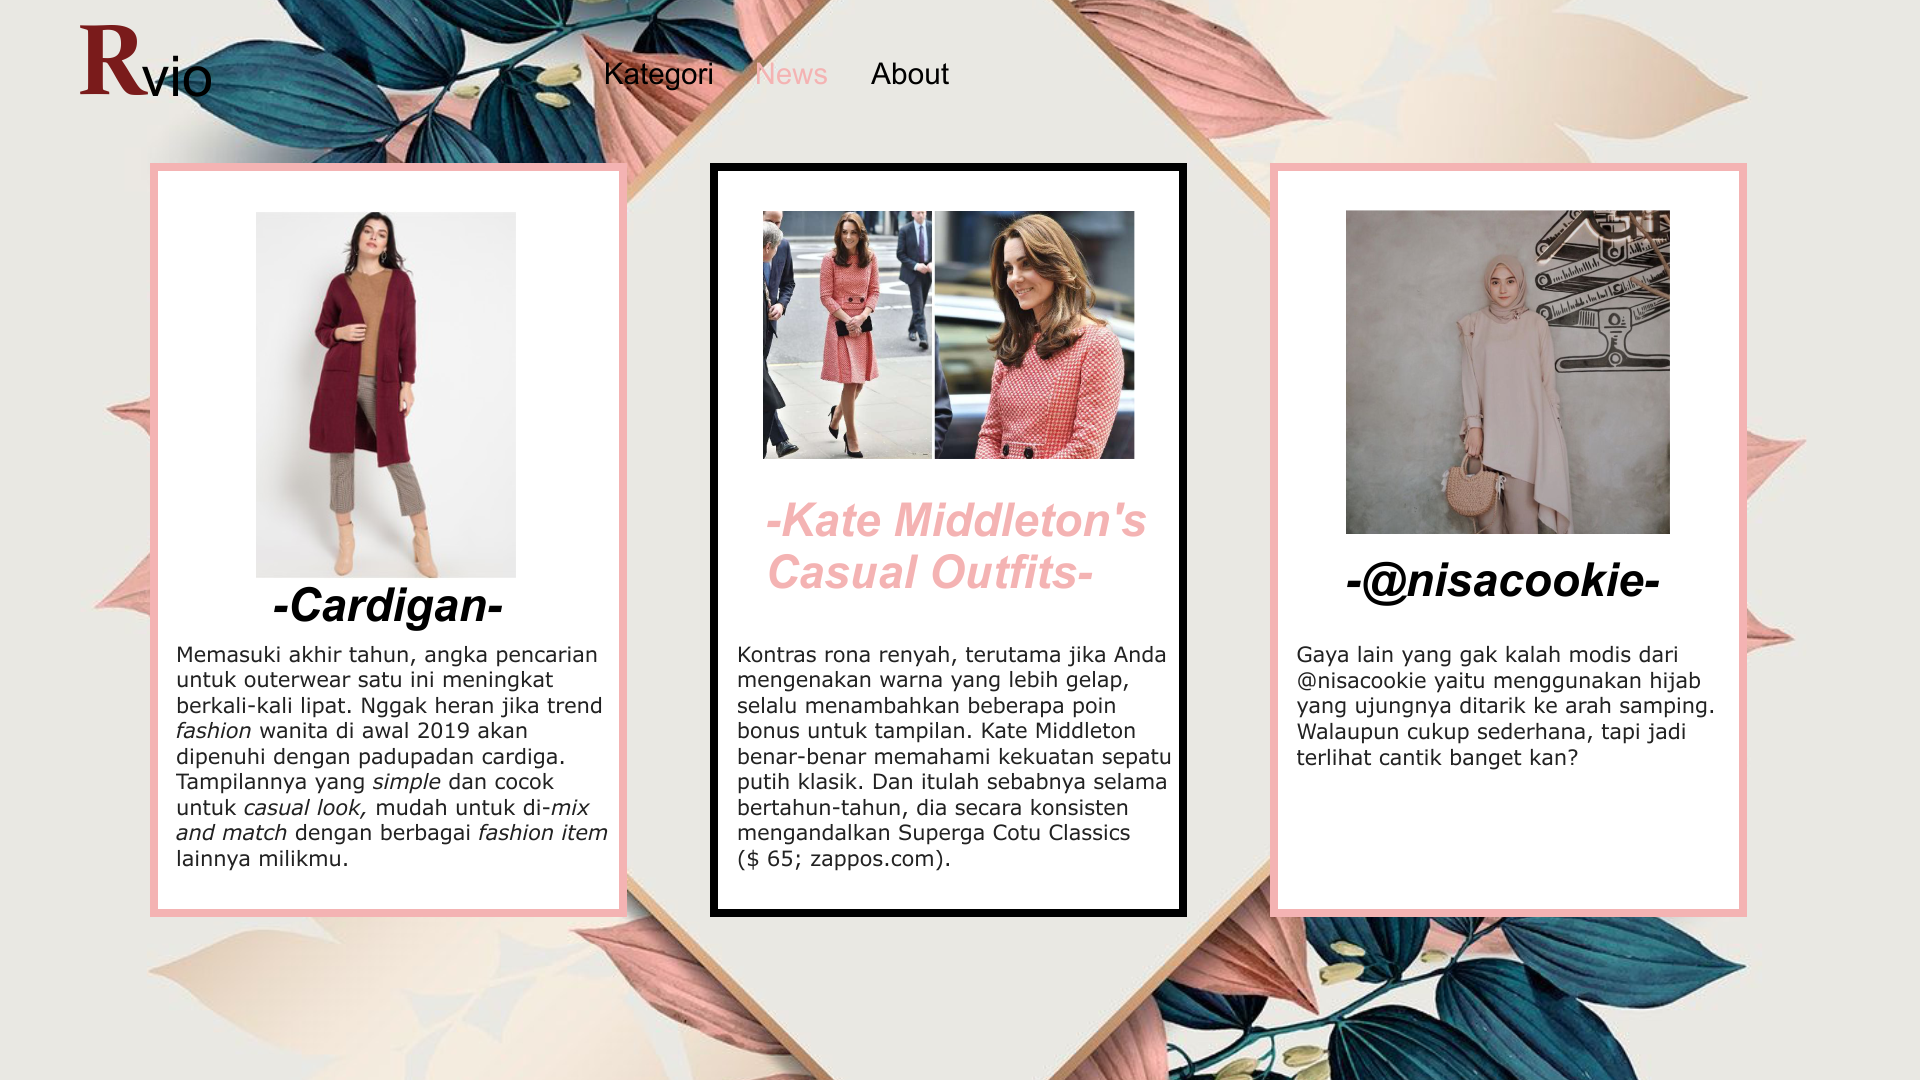 Rvio
Kategori News About
-Cardigan-
Memasuki akhir tahun, angka pencarian
untuk outerwear satu ini meningkat
berkali-kali lipat. Nggak heran jika trend
fashion wanita di awal 2019 akan
dipenuhi dengan padupadan cardiga.
Tampilannya yang simple dan cocok
untuk casual look, mudah untuk di-mix
and match dengan berbagai fashion item
lainnya milikmu.
-Kate Middleton's
Casual Outfits-
Kontras rona renyah, terutama jika Anda
mengenakan warna yang lebih gelap,
selalu menambahkan beberapa poin
bonus untuk tampilan. Kate Middleton
benar-benar memahami kekuatan sepatu
putih klasik. Dan itulah sebabnya selama
bertahun-tahun, dia secara konsisten
mengandalkan Superga Cotu Classics
($ 65; zappos.com).
-@nisacookie-
Gaya lain yang gak kalah modis dari
@nisacookie yaitu menggunakan hijab
yang ujungnya ditarik ke arah samping.
Walaupun cukup sederhana, tapi jadi
terlihat cantik banget kan?